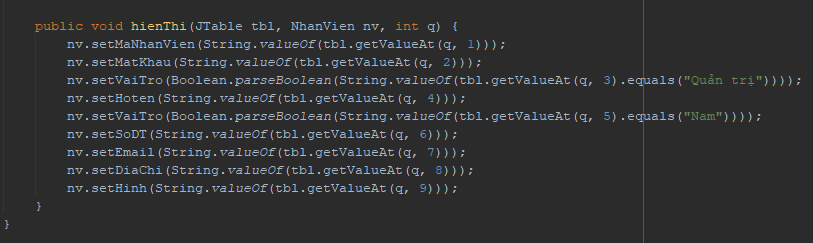 public void hienThi(JTable tbl, NhanVien nv, int q) {
nv.setMaNhanVien(String.valueOf(tbl.getValueAt(q, 1)));
nv.setMatKhau(String.valueOf(tbl.getValueAt(q, 2)));
nv.setVaiTro(Boolean.parseBoolean(String.valueOf(tbl.getValueAt(q, 3).equals("Quản trị"))));
nv.setHoten(String.valueOf(tbl.getValueAt(q, 4)));
nv.setVaiTro(Boolean.parseBoolean(String.valueOf(tbl.getValueAt(q, 5).equals("Nam"))));
nv.setSoDT(String.valueOf(tbl.getValueAt(q, 6)));
nv.setEmail(String.valueOf(tbl.getValueAt(q, 7)));
nv.setDiaChi(String.valueOf(tbl.getValueAt(q, 8)));
nv.setHinh(String.valueOf(tbl.getValueAt(q, 9)));
}
}